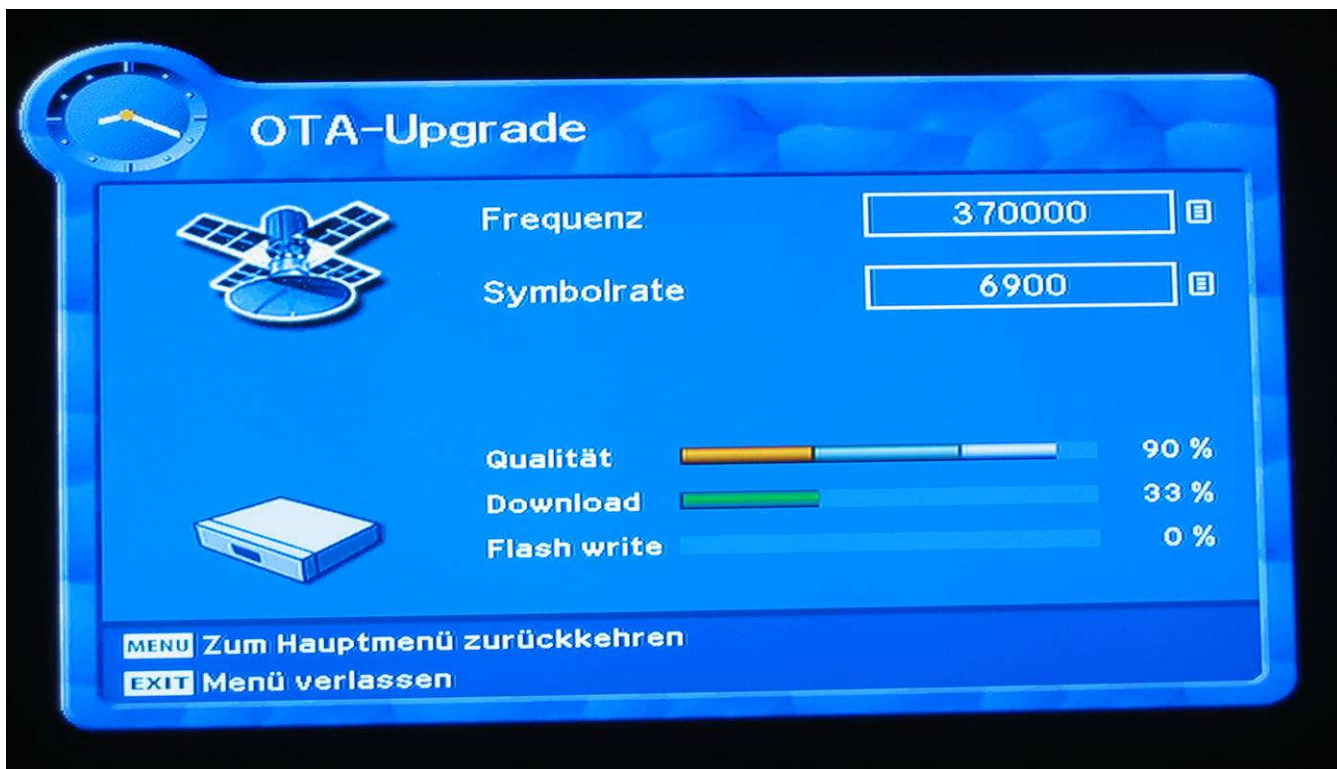 OTA-Upgrade
Frequenz 370000
Symbolrate 6900
Qualität 90 %
Download 33 %
Flash write 0 %
MENU Zum Hauptmenü zurückkehren
EXIT Menü verlassen